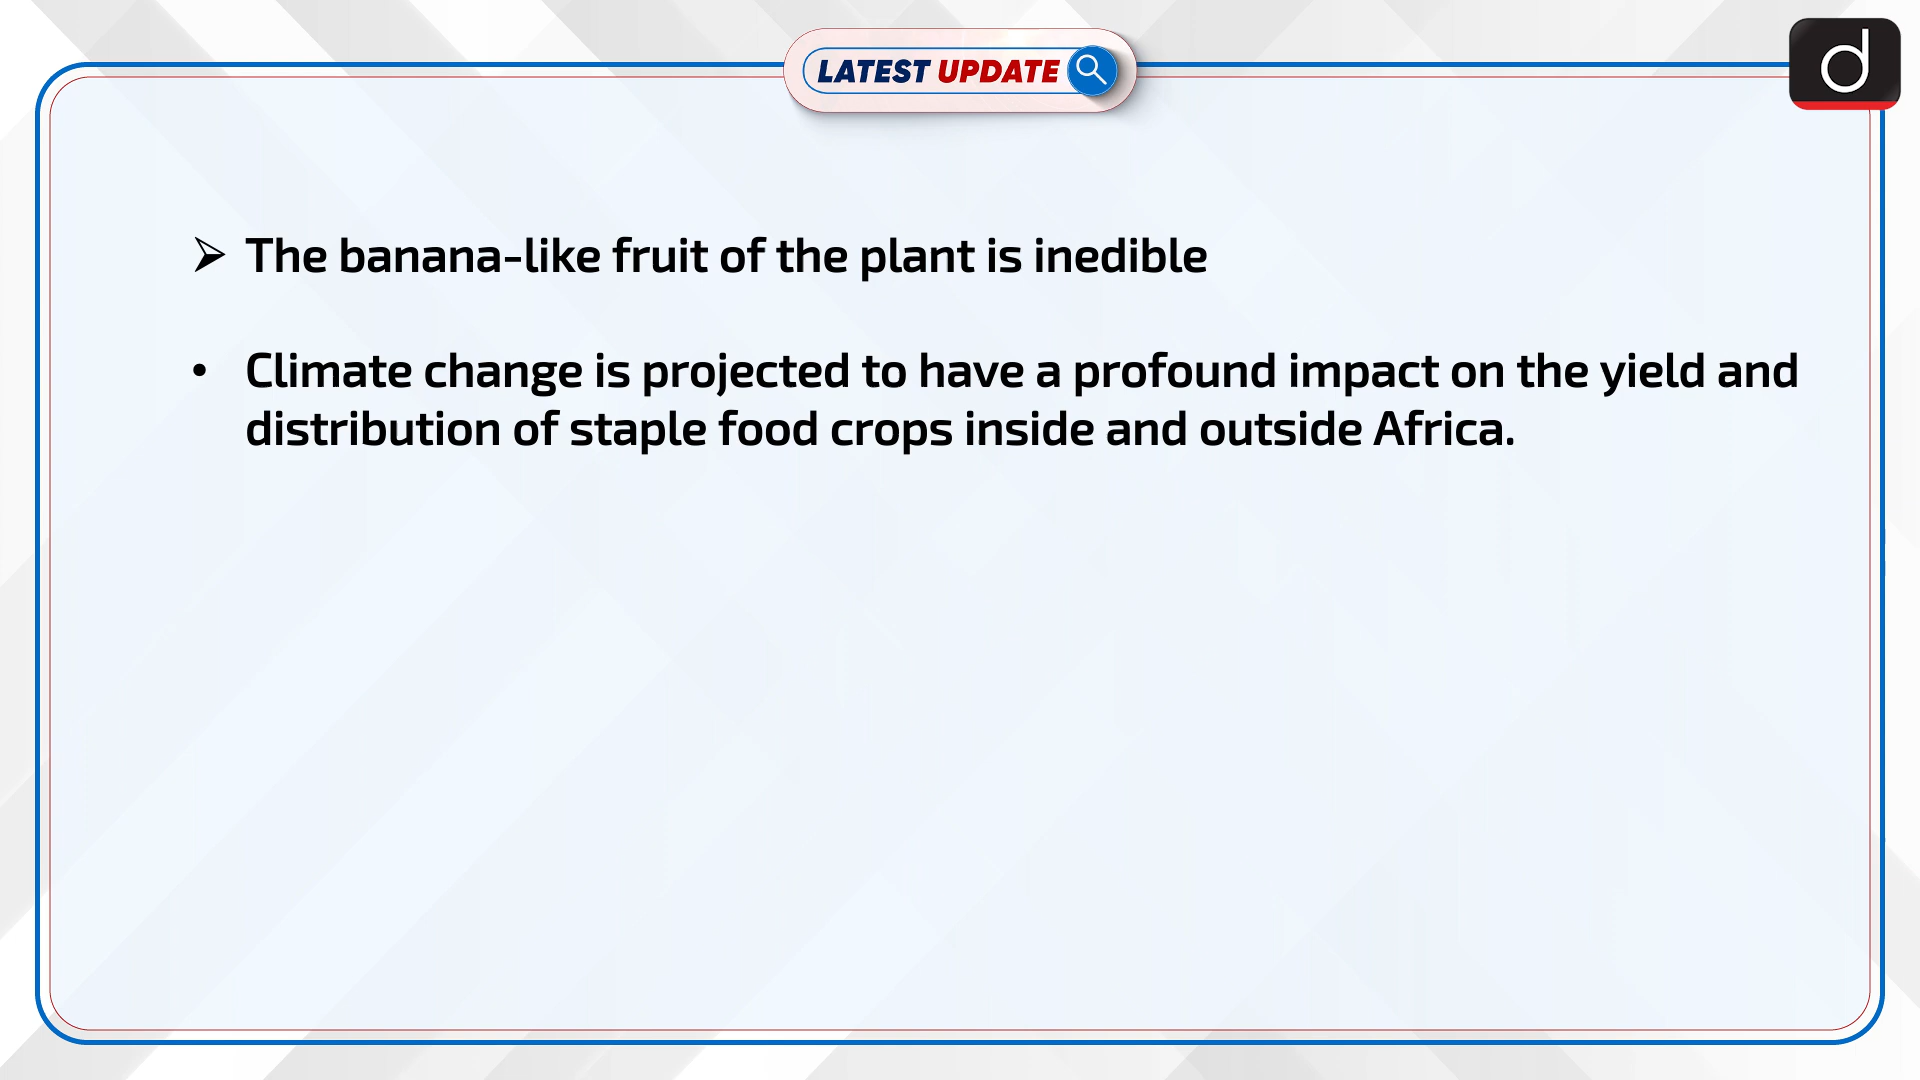 LATEST UPDATE
d
➢ The banana-like fruit of the plant is inedible
• Climate change is projected to have a profound impact on the yield and
distribution of staple food crops inside and outside Africa.